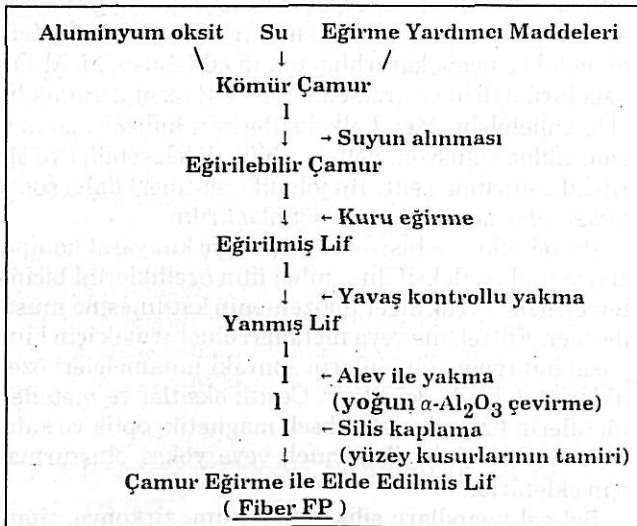 Aluminyum oksit Su Eğirme Yardımcı Maddeleri
Kömür Çamur
← Suyun alınması
Eğirilebilir Çamur
← Kuru eğirme
Eğirilmiş Lif
← Yavaş kontrollu yakma
Yanmış Lif
← Alev ile yakma
(yoğun α-Al₂O₃ çevirme)
← Silis kaplama
(yüzey kusurlarının tamiri)
Çamur Eğirme ile Elde Edilmiş Lif
(Fiber FP)